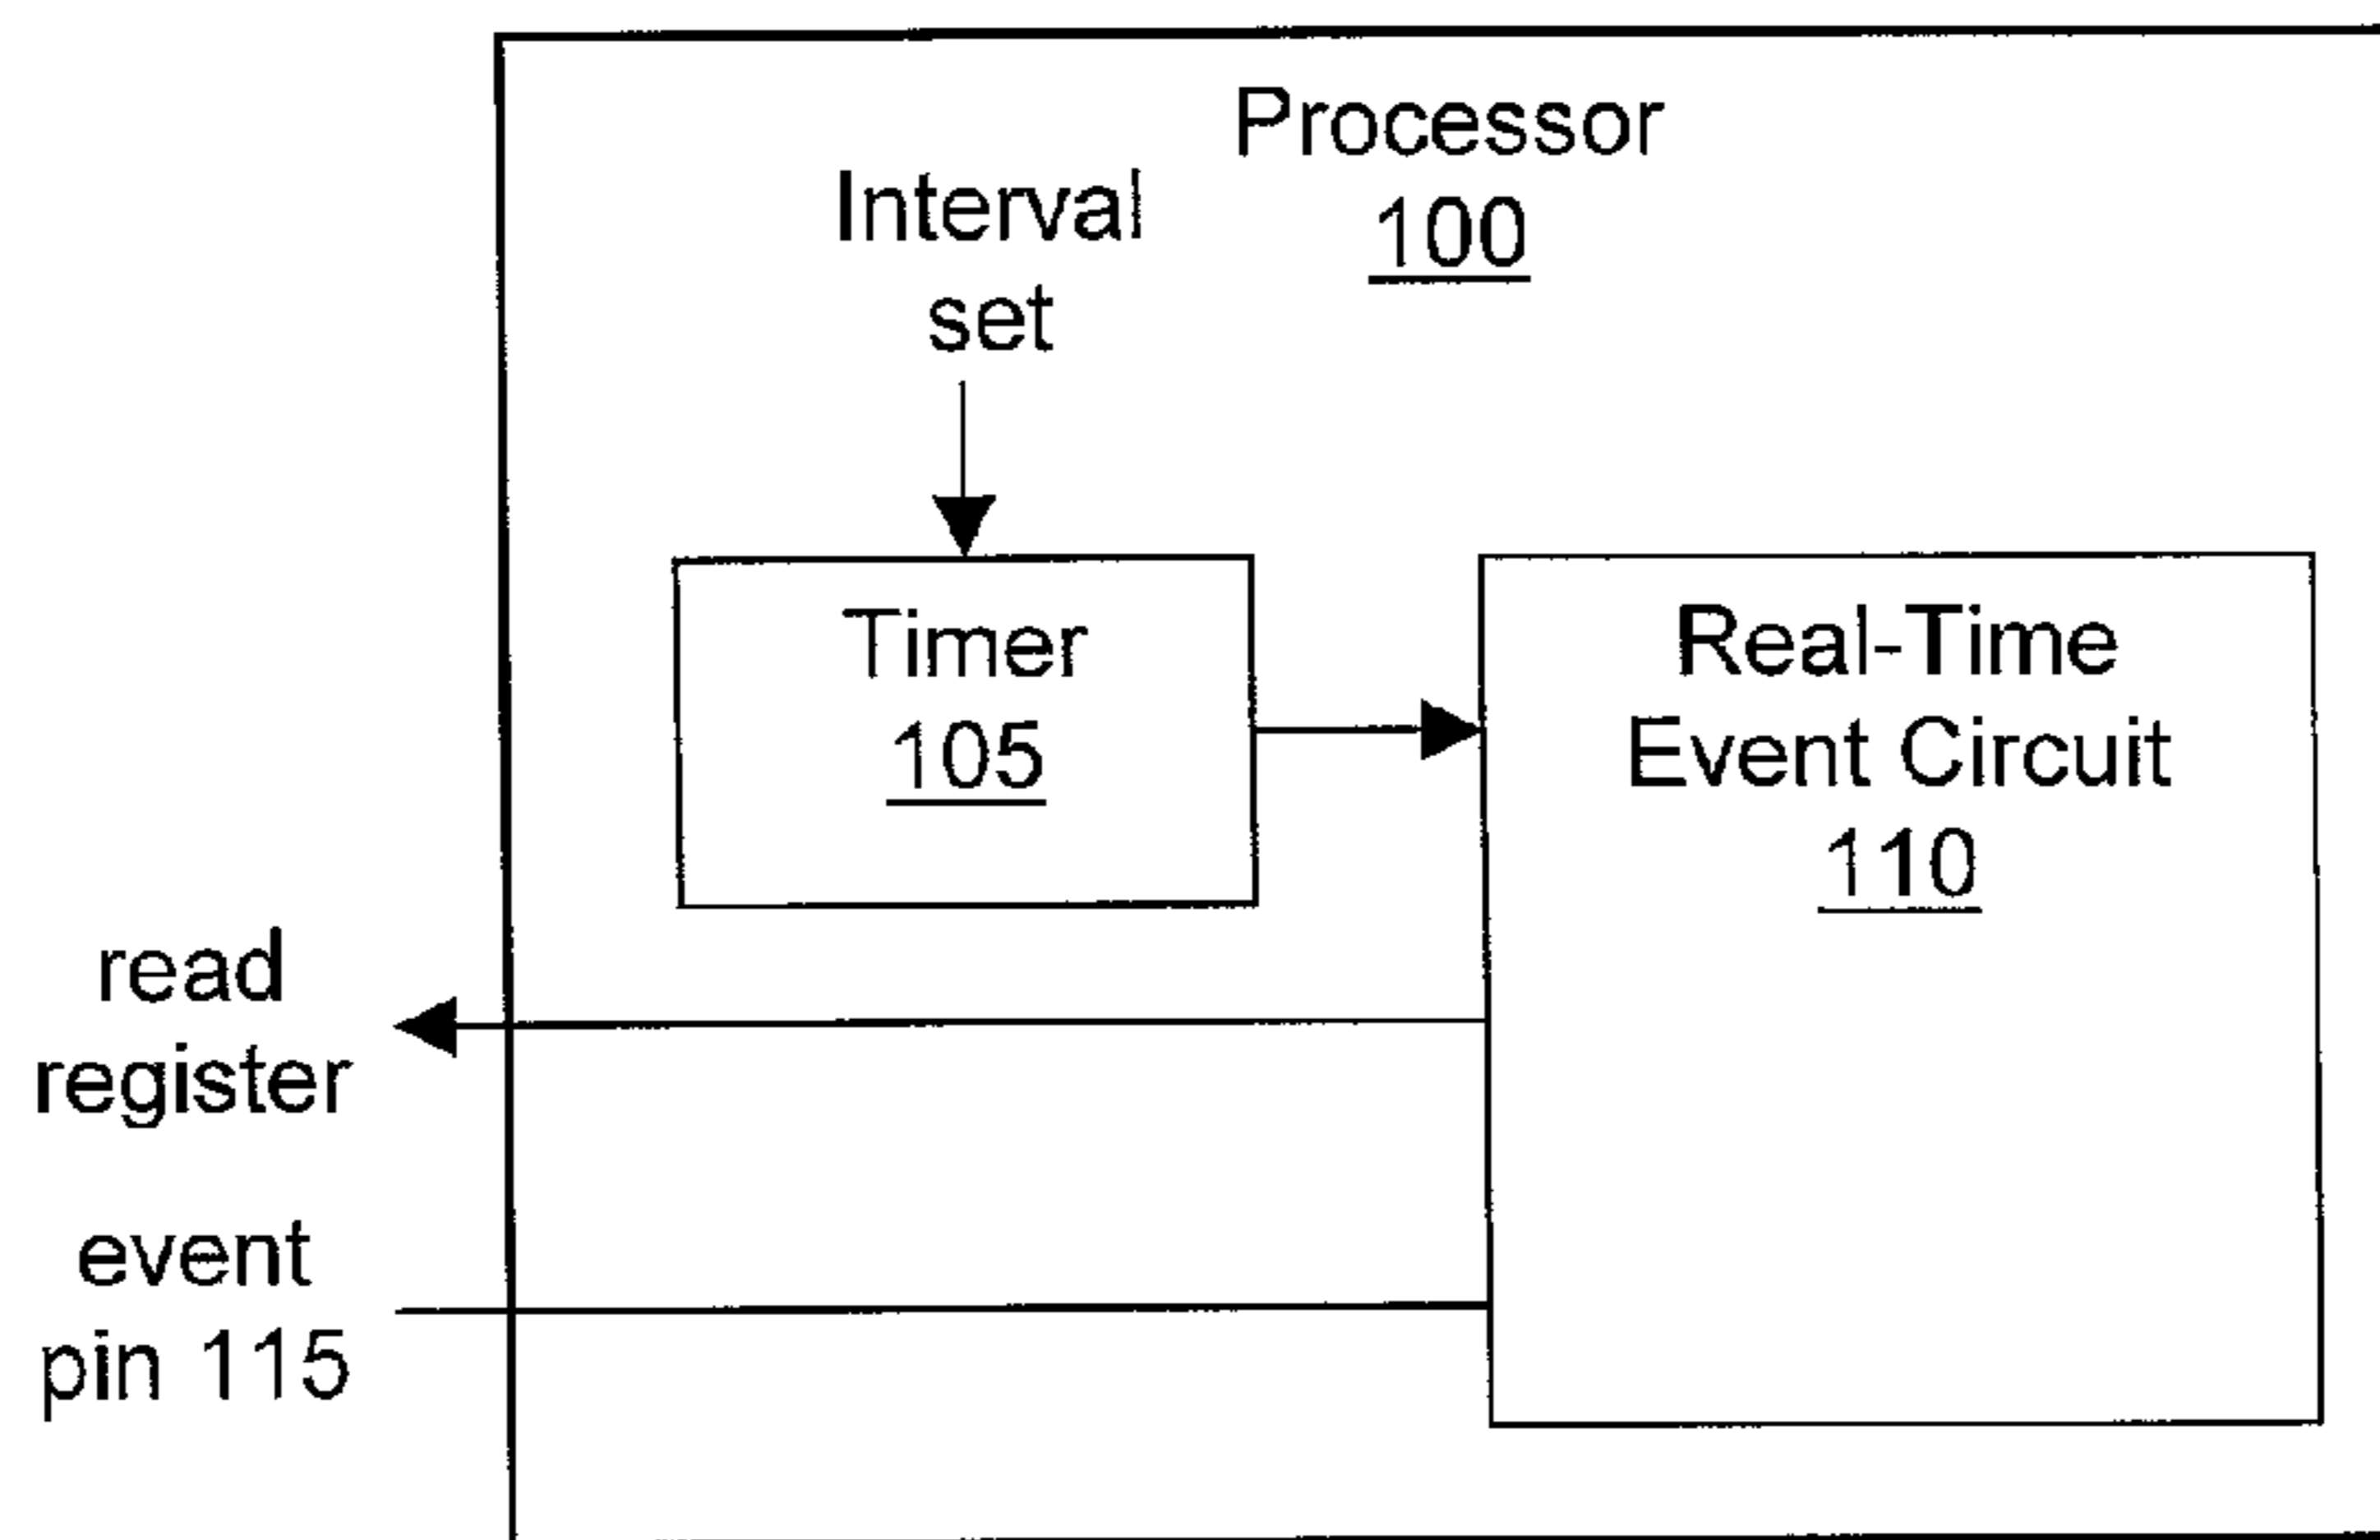 Processor
100
Interval
set
Timer
105
Real-Time
Event Circuit
110
read
register
event
pin 115